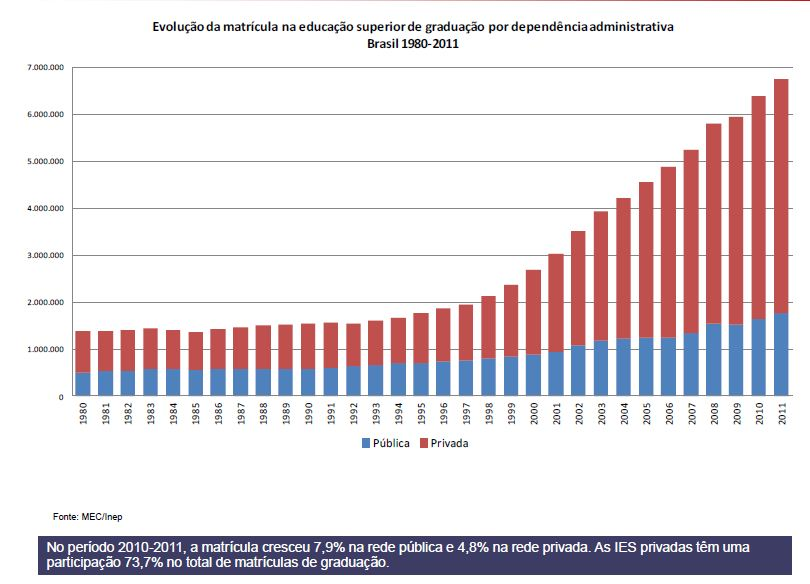 Evolução da matrícula na educação superior de graduação por dependência administrativa
Brasil 1980-2011
7.000.000
6.000.000
5.000.000
4.000.000
3.000.000
2.000.000
1.000.000
0
1980 1981 1982 1983 1984 1985 1986 1987 1988 1989 1990 1991 1992 1993 1994 1995 1996 1997 1998 1999 2000 2001 2002 2003 2004 2005 2006 2007 2008 2009 2010 2011
Pública Privada
Fonte: MEC/Inep
No período 2010-2011, a matrícula cresceu 7,9% na rede pública e 4,8% na rede privada. As IES privadas têm uma
participação 73,7% no total de matrículas de graduação.